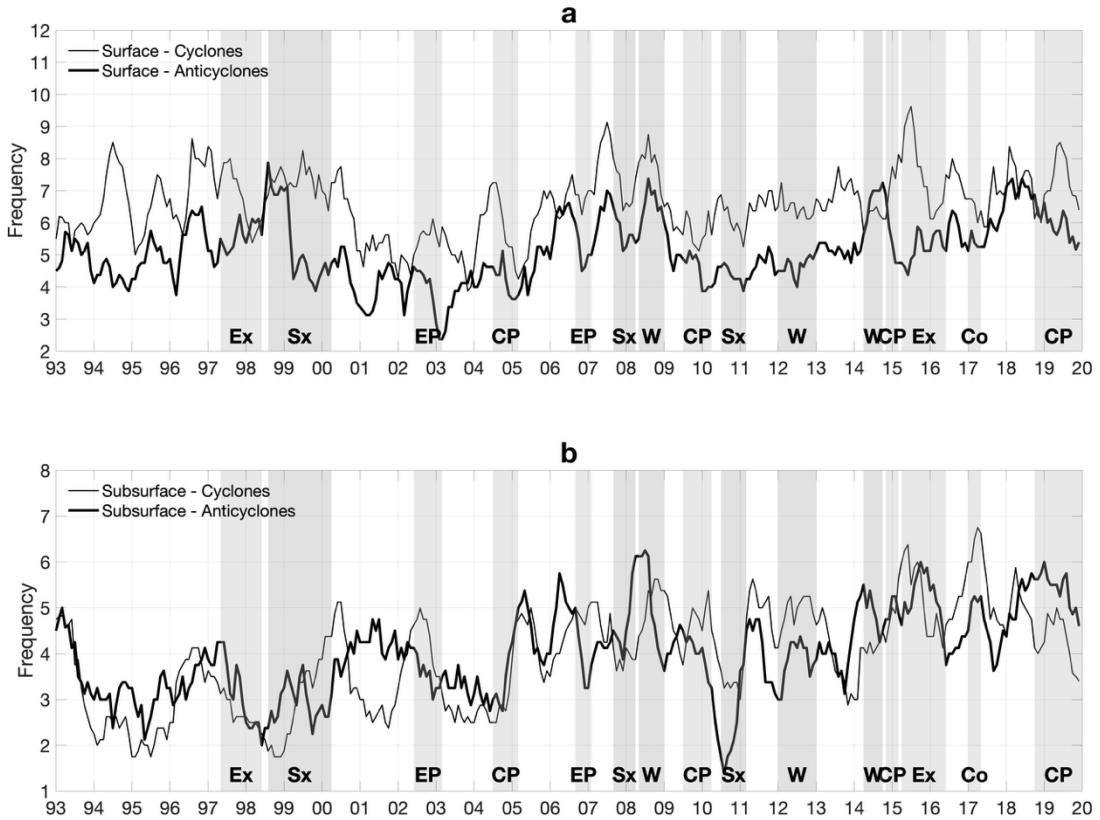 a
12
11
10
9
8
7
6
5
4
3
2
Frequency
Surface - Cyclones
Surface - Anticyclones
Ex Sx EP CP EP Sx W CP Sx W W CP Ex Co CP
93 94 95 96 97 98 99 00 01 02 03 04 05 06 07 08 09 10 11 12 13 14 15 16 17 18 19 20
b
8
7
6
5
4
3
2
1
Frequency
Subsurface - Cyclones
Subsurface - Anticyclones
Ex Sx EP CP EP Sx W CP Sx W W CP Ex Co CP
93 94 95 96 97 98 99 00 01 02 03 04 05 06 07 08 09 10 11 12 13 14 15 16 17 18 19 20